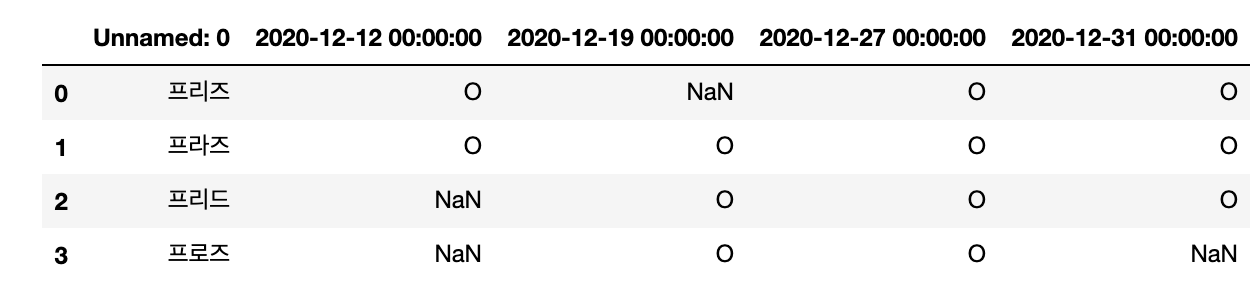 Unnamed: 0 2020-12-12 00:00:00 2020-12-19 00:00:00 2020-12-27 00:00:00 2020-12-31 00:00:00
0 프리즈 O NaN O O
1 프라즈 O O O O
2 프리드 NaN O O O
3 프로즈 NaN O O NaN